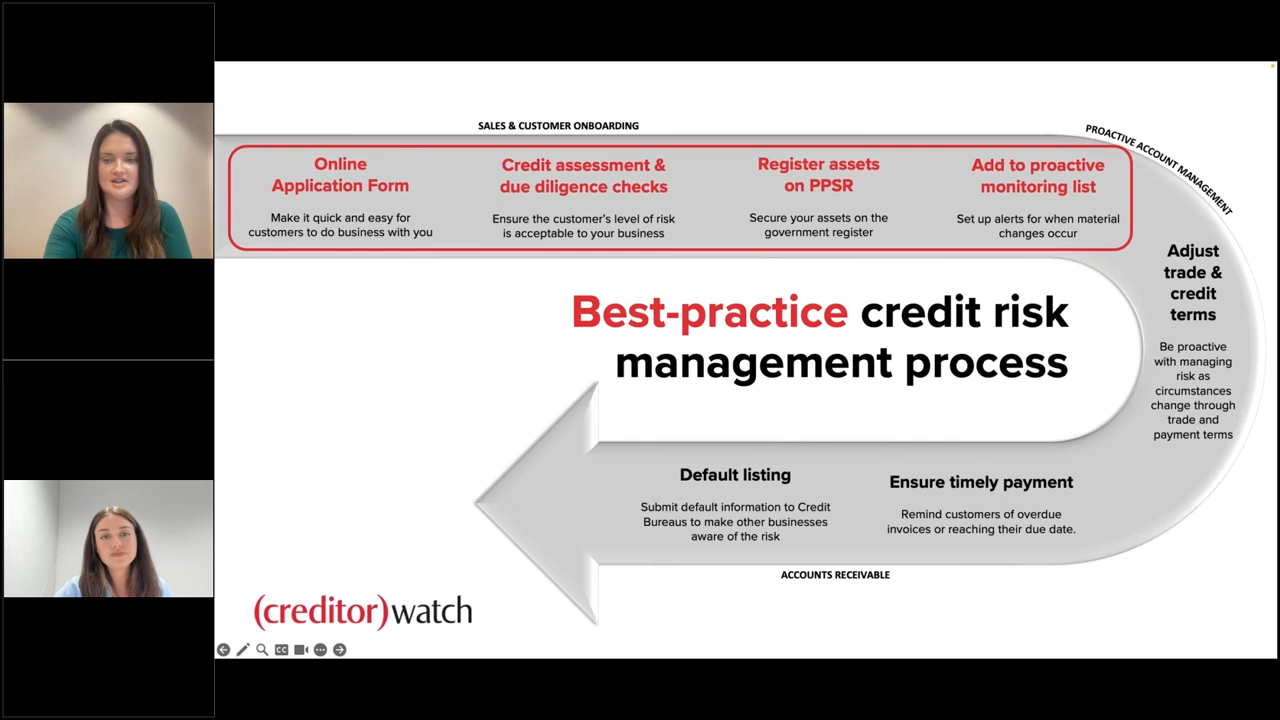 SALES & CUSTOMER ONBOARDING
PROACTIVE ACCOUNT MANAGEMENT
Online
Application Form
Make it quick and easy for
customers to do business with you
Credit assessment &
due diligence checks
Ensure the customer's level of risk
is acceptable to your business
Register assets
on PPSR
Secure your assets on the
government register
Add to proactive
monitoring list
Set up alerts for when material
changes occur
Adjust
trade &
credit
terms
Be proactive
with managing
risk as
circumstances
change through
trade and
payment terms
Best-practice credit risk
management process
Default listing
Submit default information to Credit
Bureaus to make other businesses
aware of the risk
Ensure timely payment
Remind customers of overdue
invoices or reaching their due date.
ACCOUNTS RECEIVABLE
(creditor)watch
CC